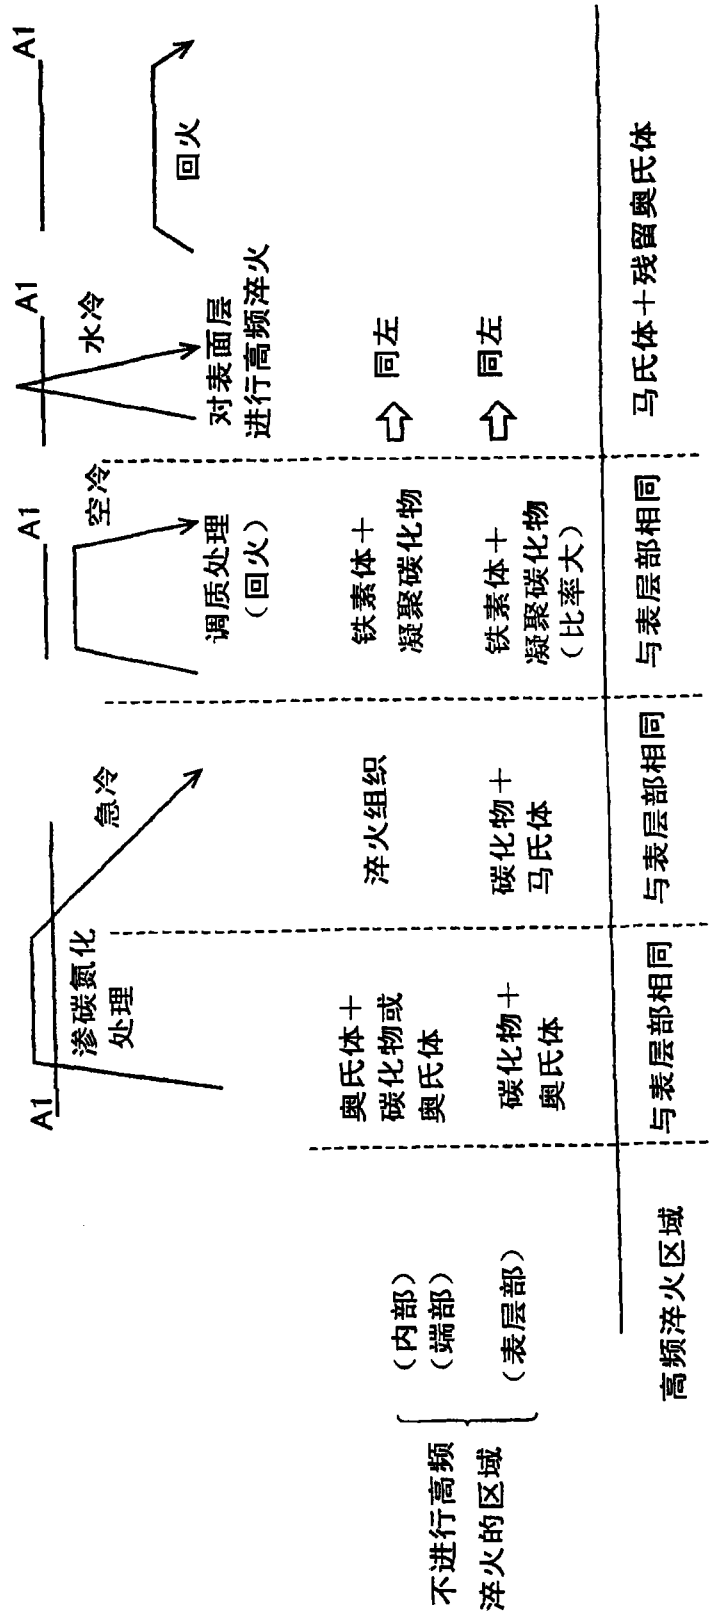 A1
渗碳氮化
处理
急冷
A1
空冷
调质处理
（回火）
A1
水冷
对表面层
进行高频淬火
A1
回火
不进行高频
淬火的区域
（内部）
（端部）
奥氏体＋
碳化物或
奥氏体
淬火组织
铁素体＋
凝聚碳化物
⇨ 同左
（表层部）
碳化物＋
奥氏体
碳化物＋
马氏体
铁素体＋
凝聚碳化物
（比率大）
⇨ 同左
高频淬火区域
与表层部相同
与表层部相同
与表层部相同
马氏体＋残留奥氏体